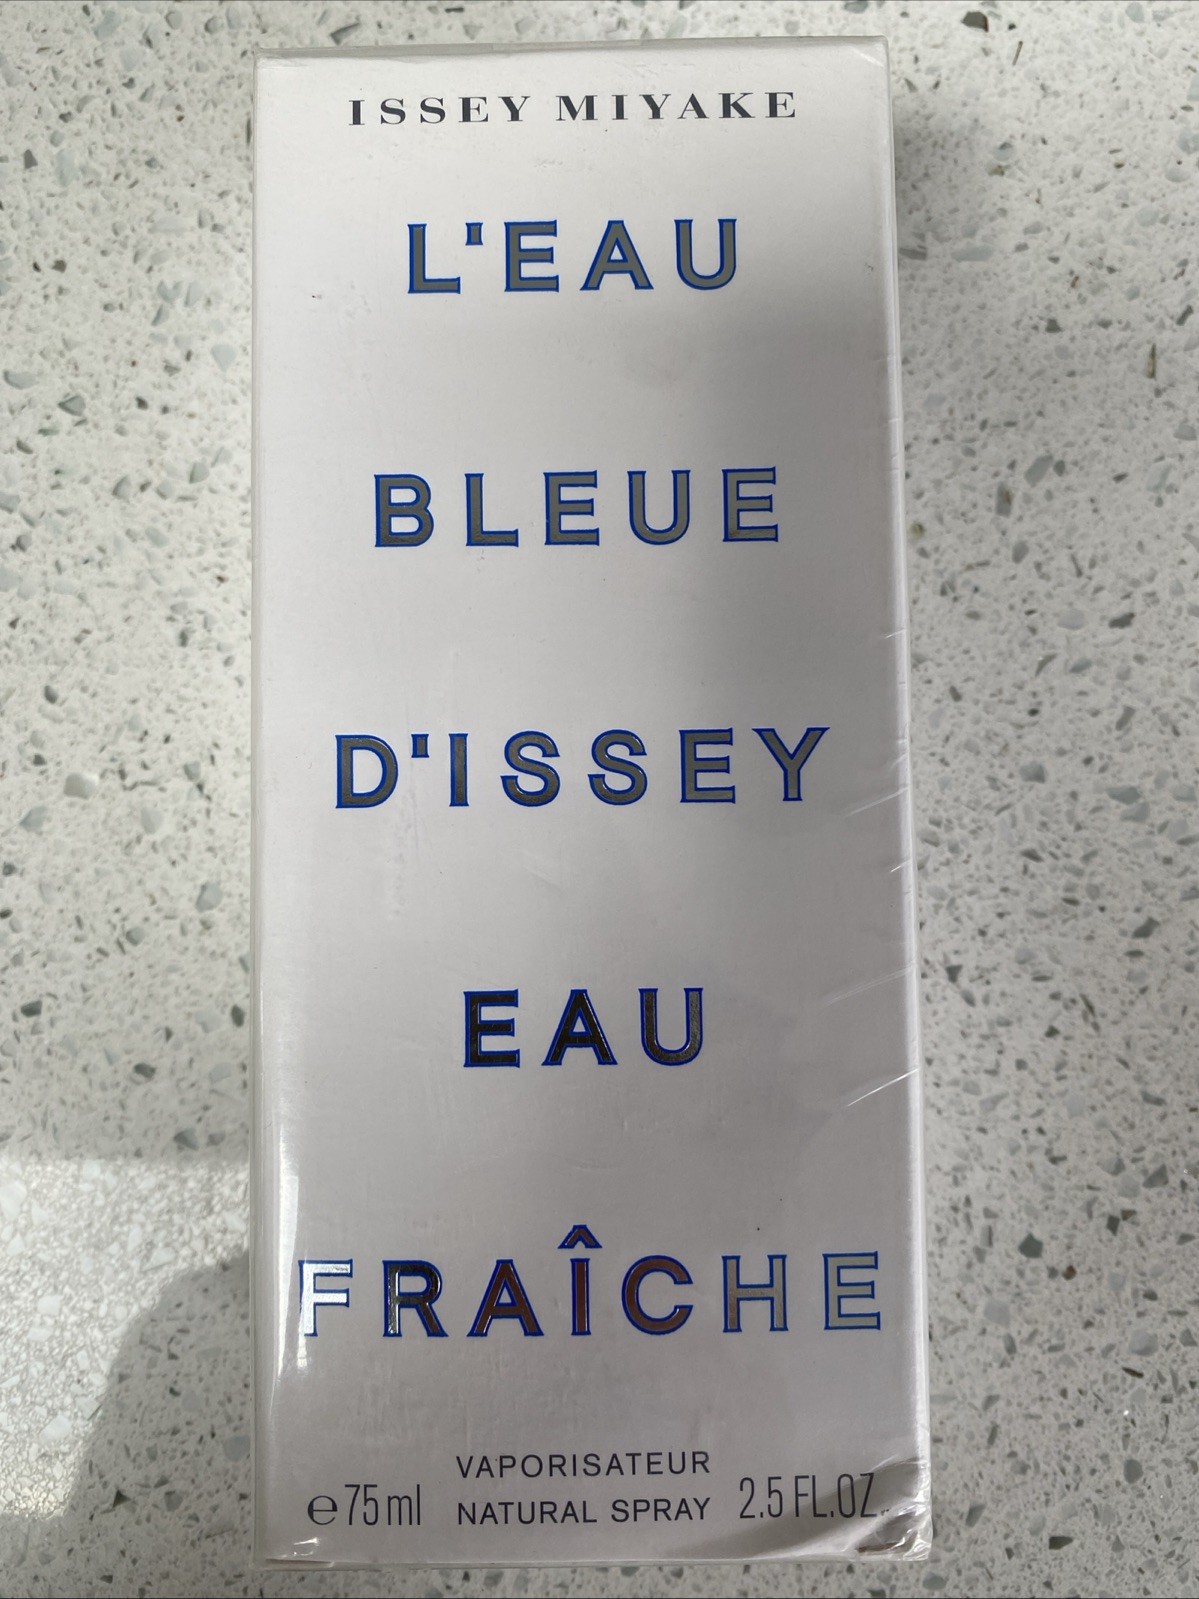 ISSEY MIYAKE
L'EAU
BLEUE
D'ISSEY
EAU
FRAÎCHE
VAPORISATEUR
℮75ml NATURAL SPRAY 2.5 FL.OZ.